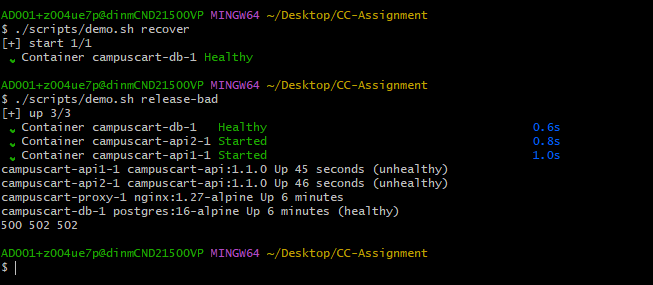 AD001+z004ue7p@dinmCND21500VP MINGW64 ~/Desktop/CC-Assignment
$ ./scripts/demo.sh recover
[+] start 1/1
✔ Container campuscart-db-1 Healthy
AD001+z004ue7p@dinmCND21500VP MINGW64 ~/Desktop/CC-Assignment
$ ./scripts/demo.sh release-bad
[+] up 3/3
✔ Container campuscart-db-1 Healthy 0.6s
✔ Container campuscart-api2-1 Started 0.8s
✔ Container campuscart-api1-1 Started 1.0s
campuscart-api1-1 campuscart-api:1.1.0 Up 45 seconds (unhealthy)
campuscart-api2-1 campuscart-api:1.1.0 Up 46 seconds (unhealthy)
campuscart-proxy-1 nginx:1.27-alpine Up 6 minutes
campuscart-db-1 postgres:16-alpine Up 6 minutes (healthy)
500 502 502
AD001+z004ue7p@dinmCND21500VP MINGW64 ~/Desktop/CC-Assignment
$